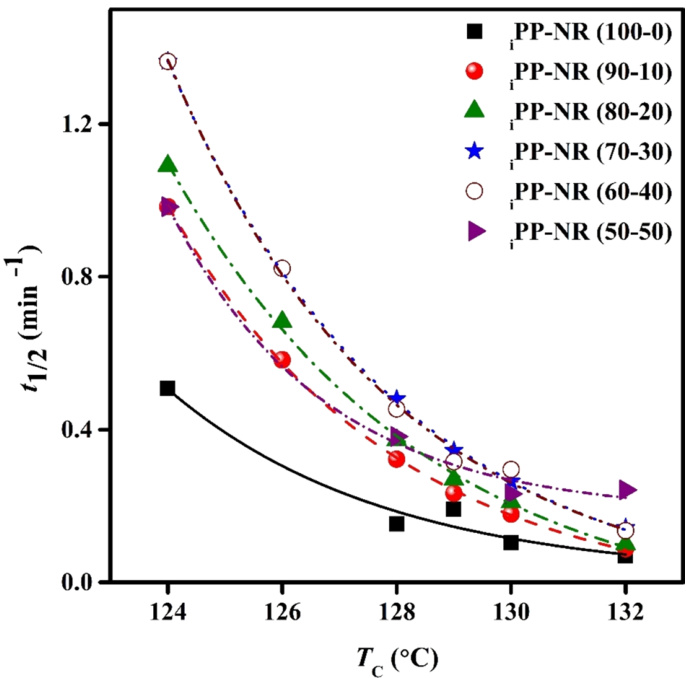 iPP-NR (100-0)
iPP-NR (90-10)
iPP-NR (80-20)
iPP-NR (70-30)
iPP-NR (60-40)
iPP-NR (50-50)
t1/2 (min -1)
1.2
0.8
0.4
0.0
124 126 128 130 132
TC (°C)